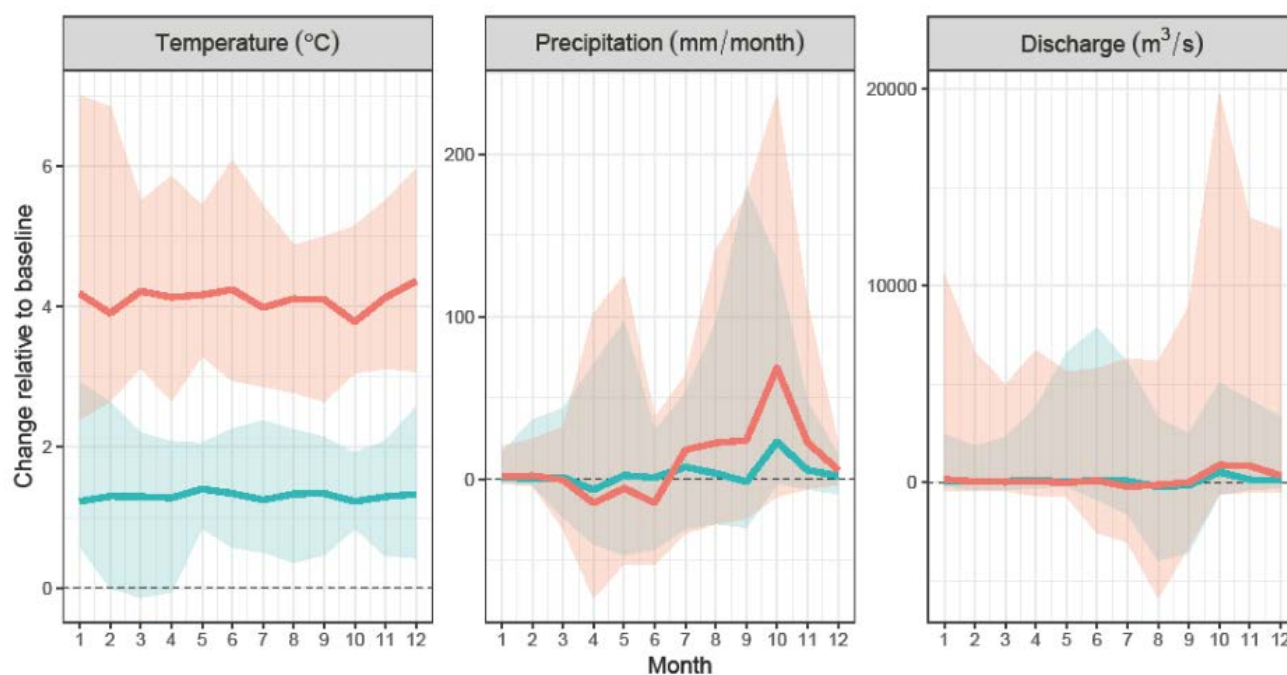 Temperature (°C)
Precipitation (mm/month)
Discharge (m³/s)
Change relative to baseline
6
4
2
0
200
100
0
20000
10000
0
1 2 3 4 5 6 7 8 9 10 11 12
1 2 3 4 5 6 7 8 9 10 11 12
1 2 3 4 5 6 7 8 9 10 11 12
Month